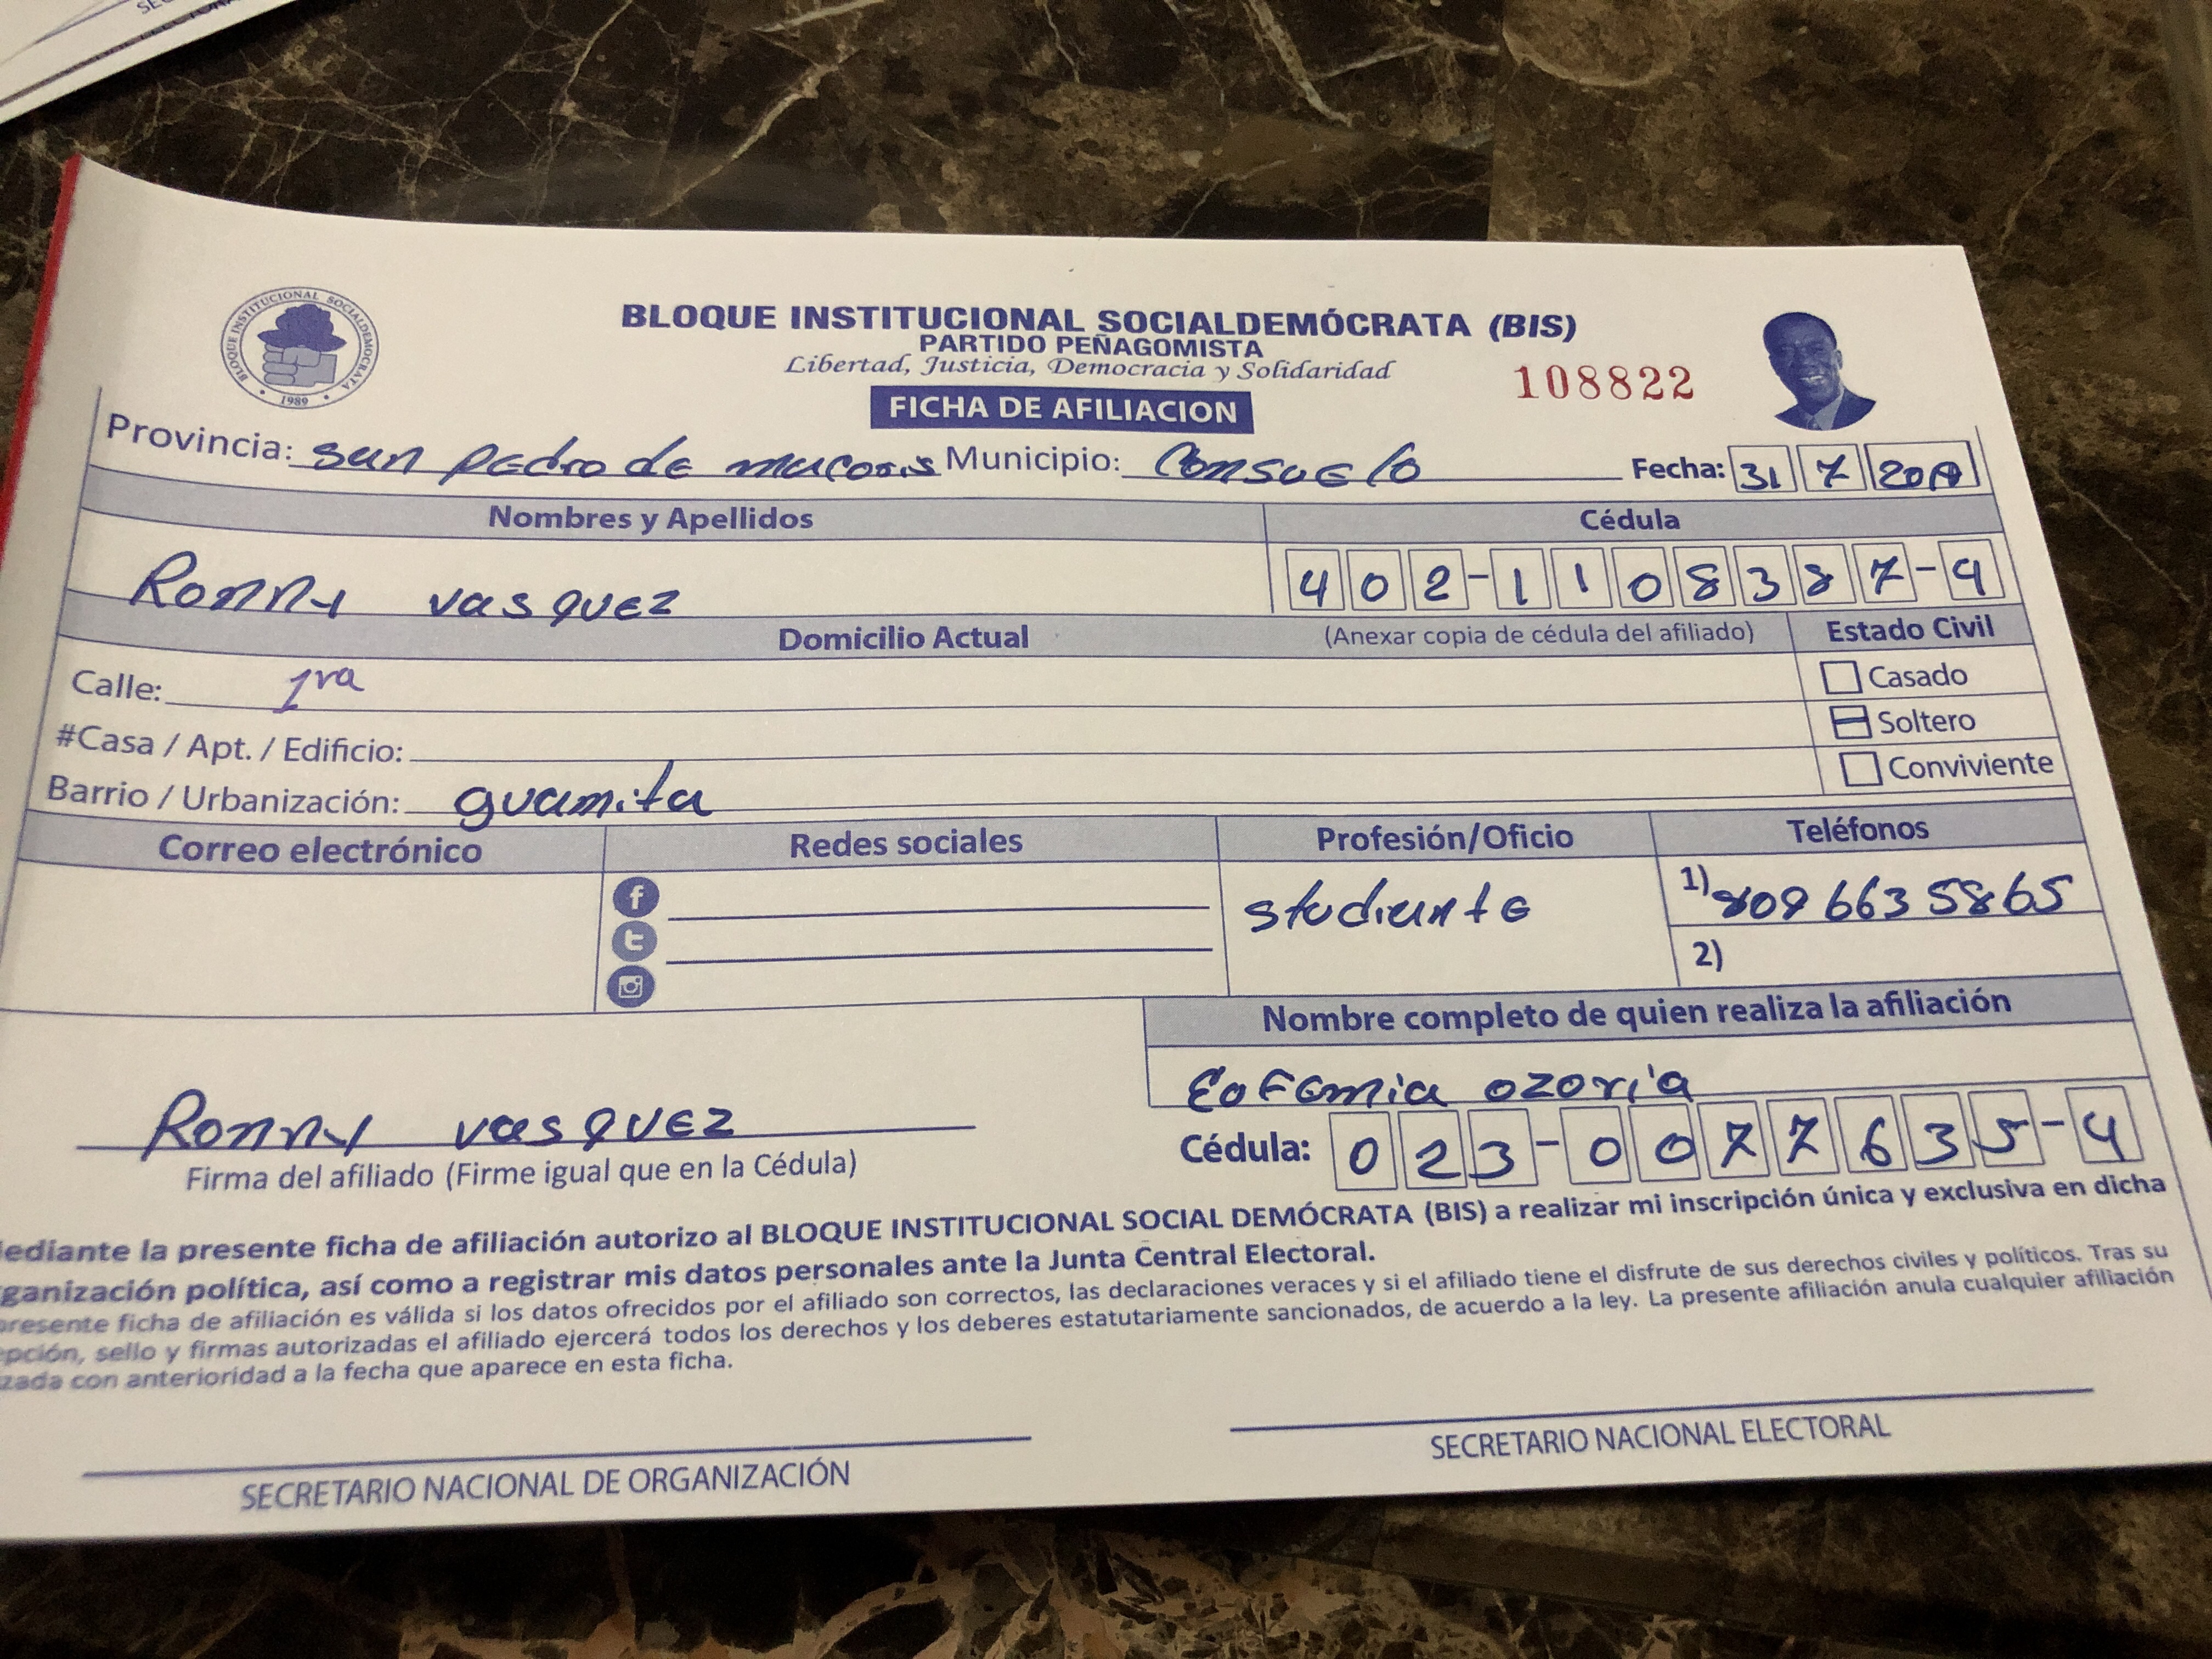 SEC
BLOQUE INSTITUCIONAL SOCIALDEMÓCRATA
1989
BLOQUE INSTITUCIONAL SOCIALDEMÓCRATA (BIS)
PARTIDO PEÑAGOMISTA
Libertad, Justicia, Democracia y Solidaridad
108822
FICHA DE AFILIACION
Provincia: san pedro de macoris Municipio: Consuelo Fecha: 31 7 2019
Nombres y Apellidos Cédula
Ronny vasquez 402-1108387-9
Domicilio Actual (Anexar copia de cédula del afiliado) Estado Civil
Calle: 1ra Casado
#Casa / Apt. / Edificio: Soltero
Barrio / Urbanización: guamita Conviviente
Correo electrónico Redes sociales Profesión/Oficio Teléfonos
studiante 1) 809 663 5865
2)
Nombre completo de quien realiza la afiliación
Eofemia ozoria
Ronny vasquez Cédula: 023-0077635-4
Firma del afiliado (Firme igual que en la Cédula)
ediante la presente ficha de afiliación autorizo al BLOQUE INSTITUCIONAL SOCIAL DEMÓCRATA (BIS) a realizar mi inscripción única y exclusiva en dicha
ganización política, así como a registrar mis datos personales ante la Junta Central Electoral.
presente ficha de afiliación es válida si los datos ofrecidos por el afiliado son correctos, las declaraciones veraces y si el afiliado tiene el disfrute de sus derechos civiles y políticos. Tras su
epción, sello y firmas autorizadas el afiliado ejercerá todos los derechos y los deberes estatutariamente sancionados, de acuerdo a la ley. La presente afiliación anula cualquier afiliación
zada con anterioridad a la fecha que aparece en esta ficha.
SECRETARIO NACIONAL DE ORGANIZACIÓN SECRETARIO NACIONAL ELECTORAL